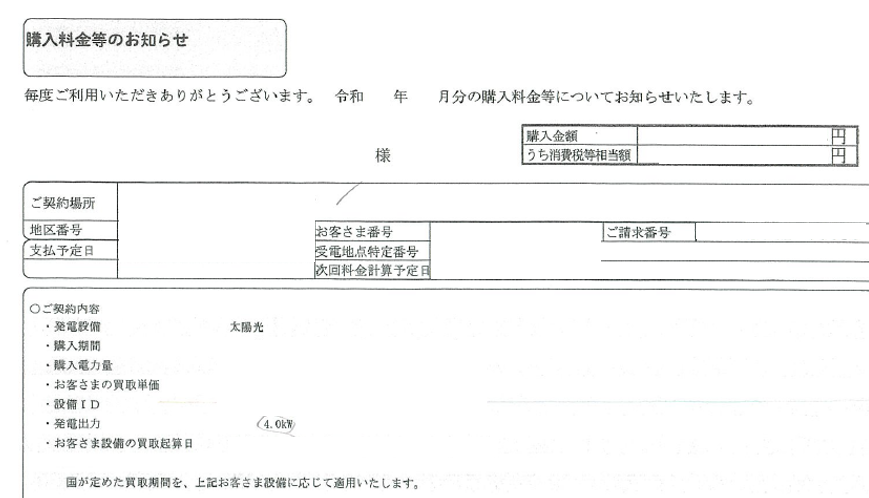 購入料金等のお知らせ
毎度ご利用いただきありがとうございます。 令和 年 月分の購入料金等についてお知らせいたします。
購入金額 円
様
うち消費税等相当額 円
ご契約場所
地区番号 お客さま番号 ご請求番号
支払予定日 受電地点特定番号
次回料金計算予定日
○ご契約内容
・発電設備 太陽光
・購入期間
・購入電力量
・お客さまの買取単価
・設備ID
・発電出力 4.0kW
・お客さま設備の買取起算日
国が定めた買取期間を、上記お客さま設備に応じて適用いたします。